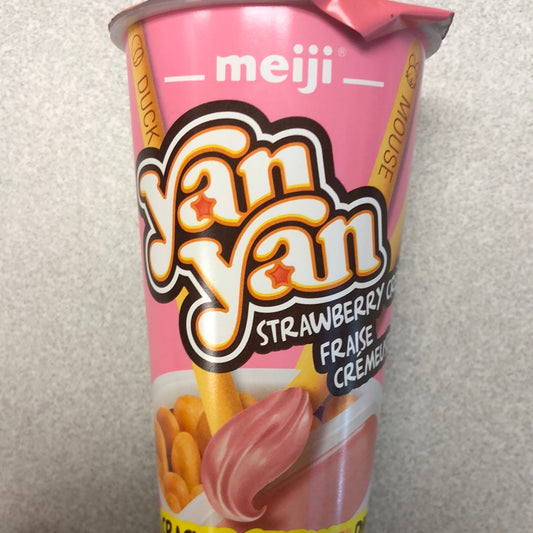 meiji
DUCK
MOUSE
Yan
Yan
STRAWBERRY
FRAISE